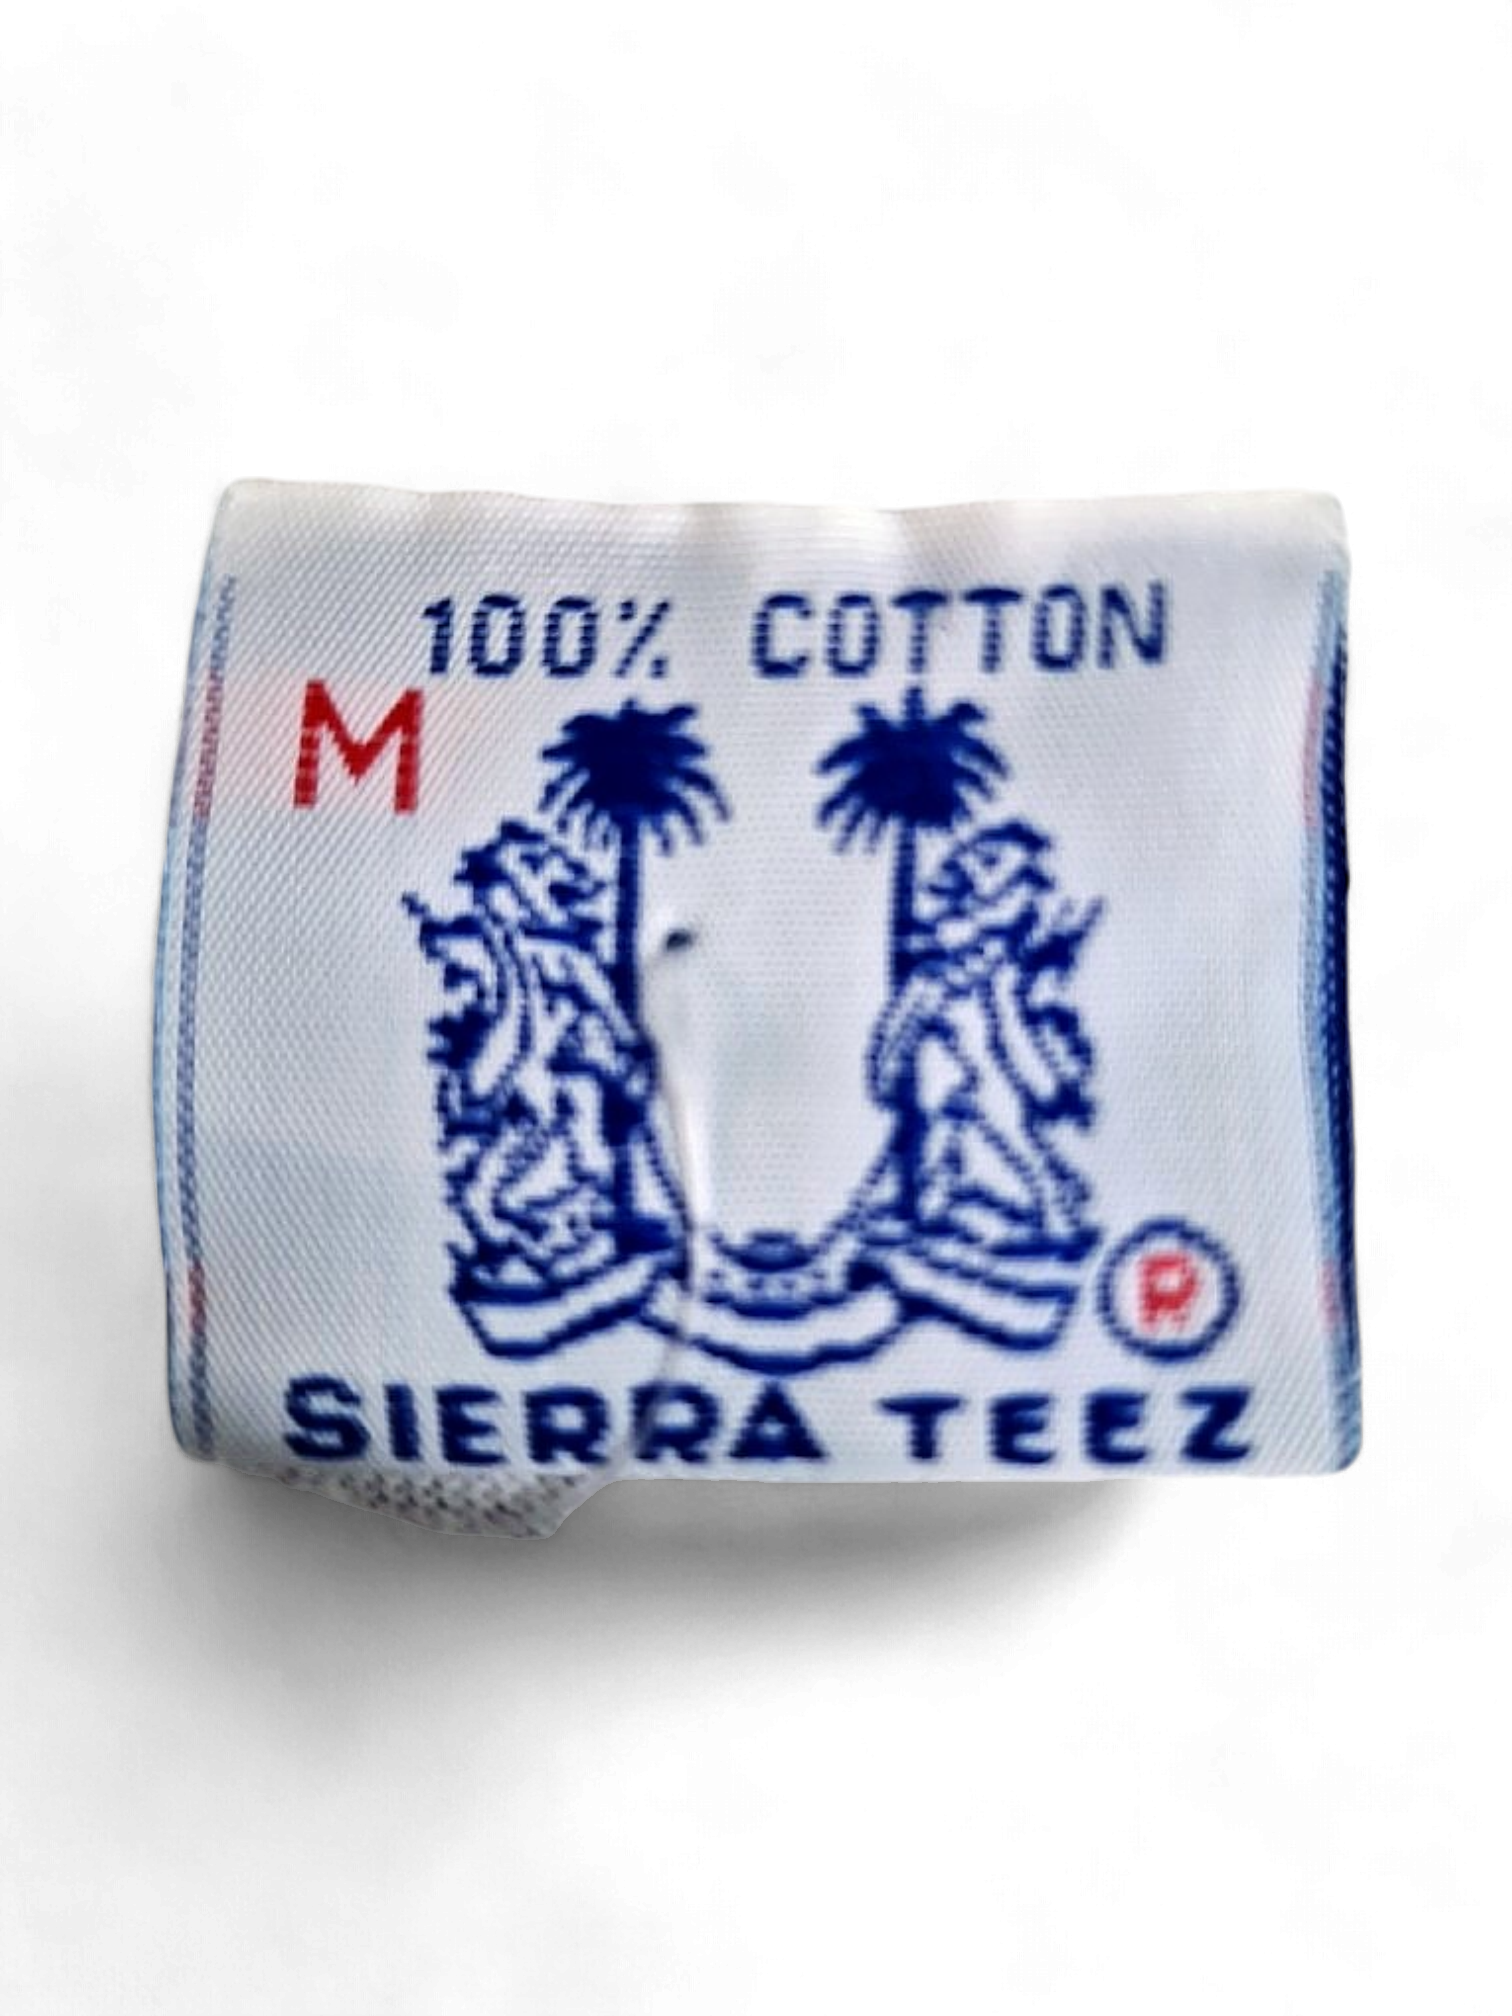 100% COTTON
M
R
SIERRA TEEZ